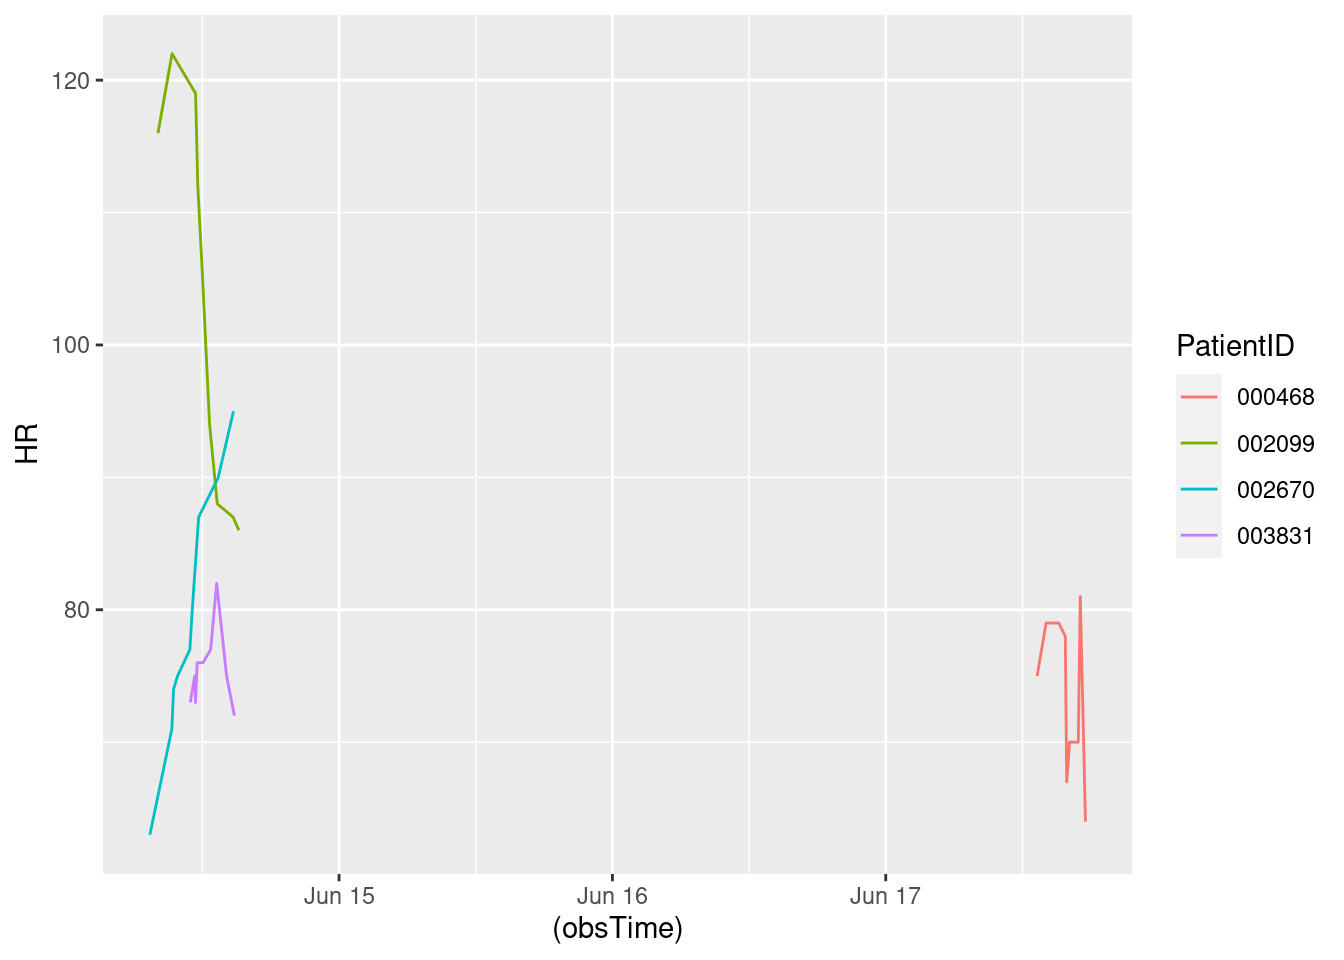 HR
120
100
80
Jun 15
Jun 16
Jun 17
(obsTime)
PatientID
000468
002099
002670
003831